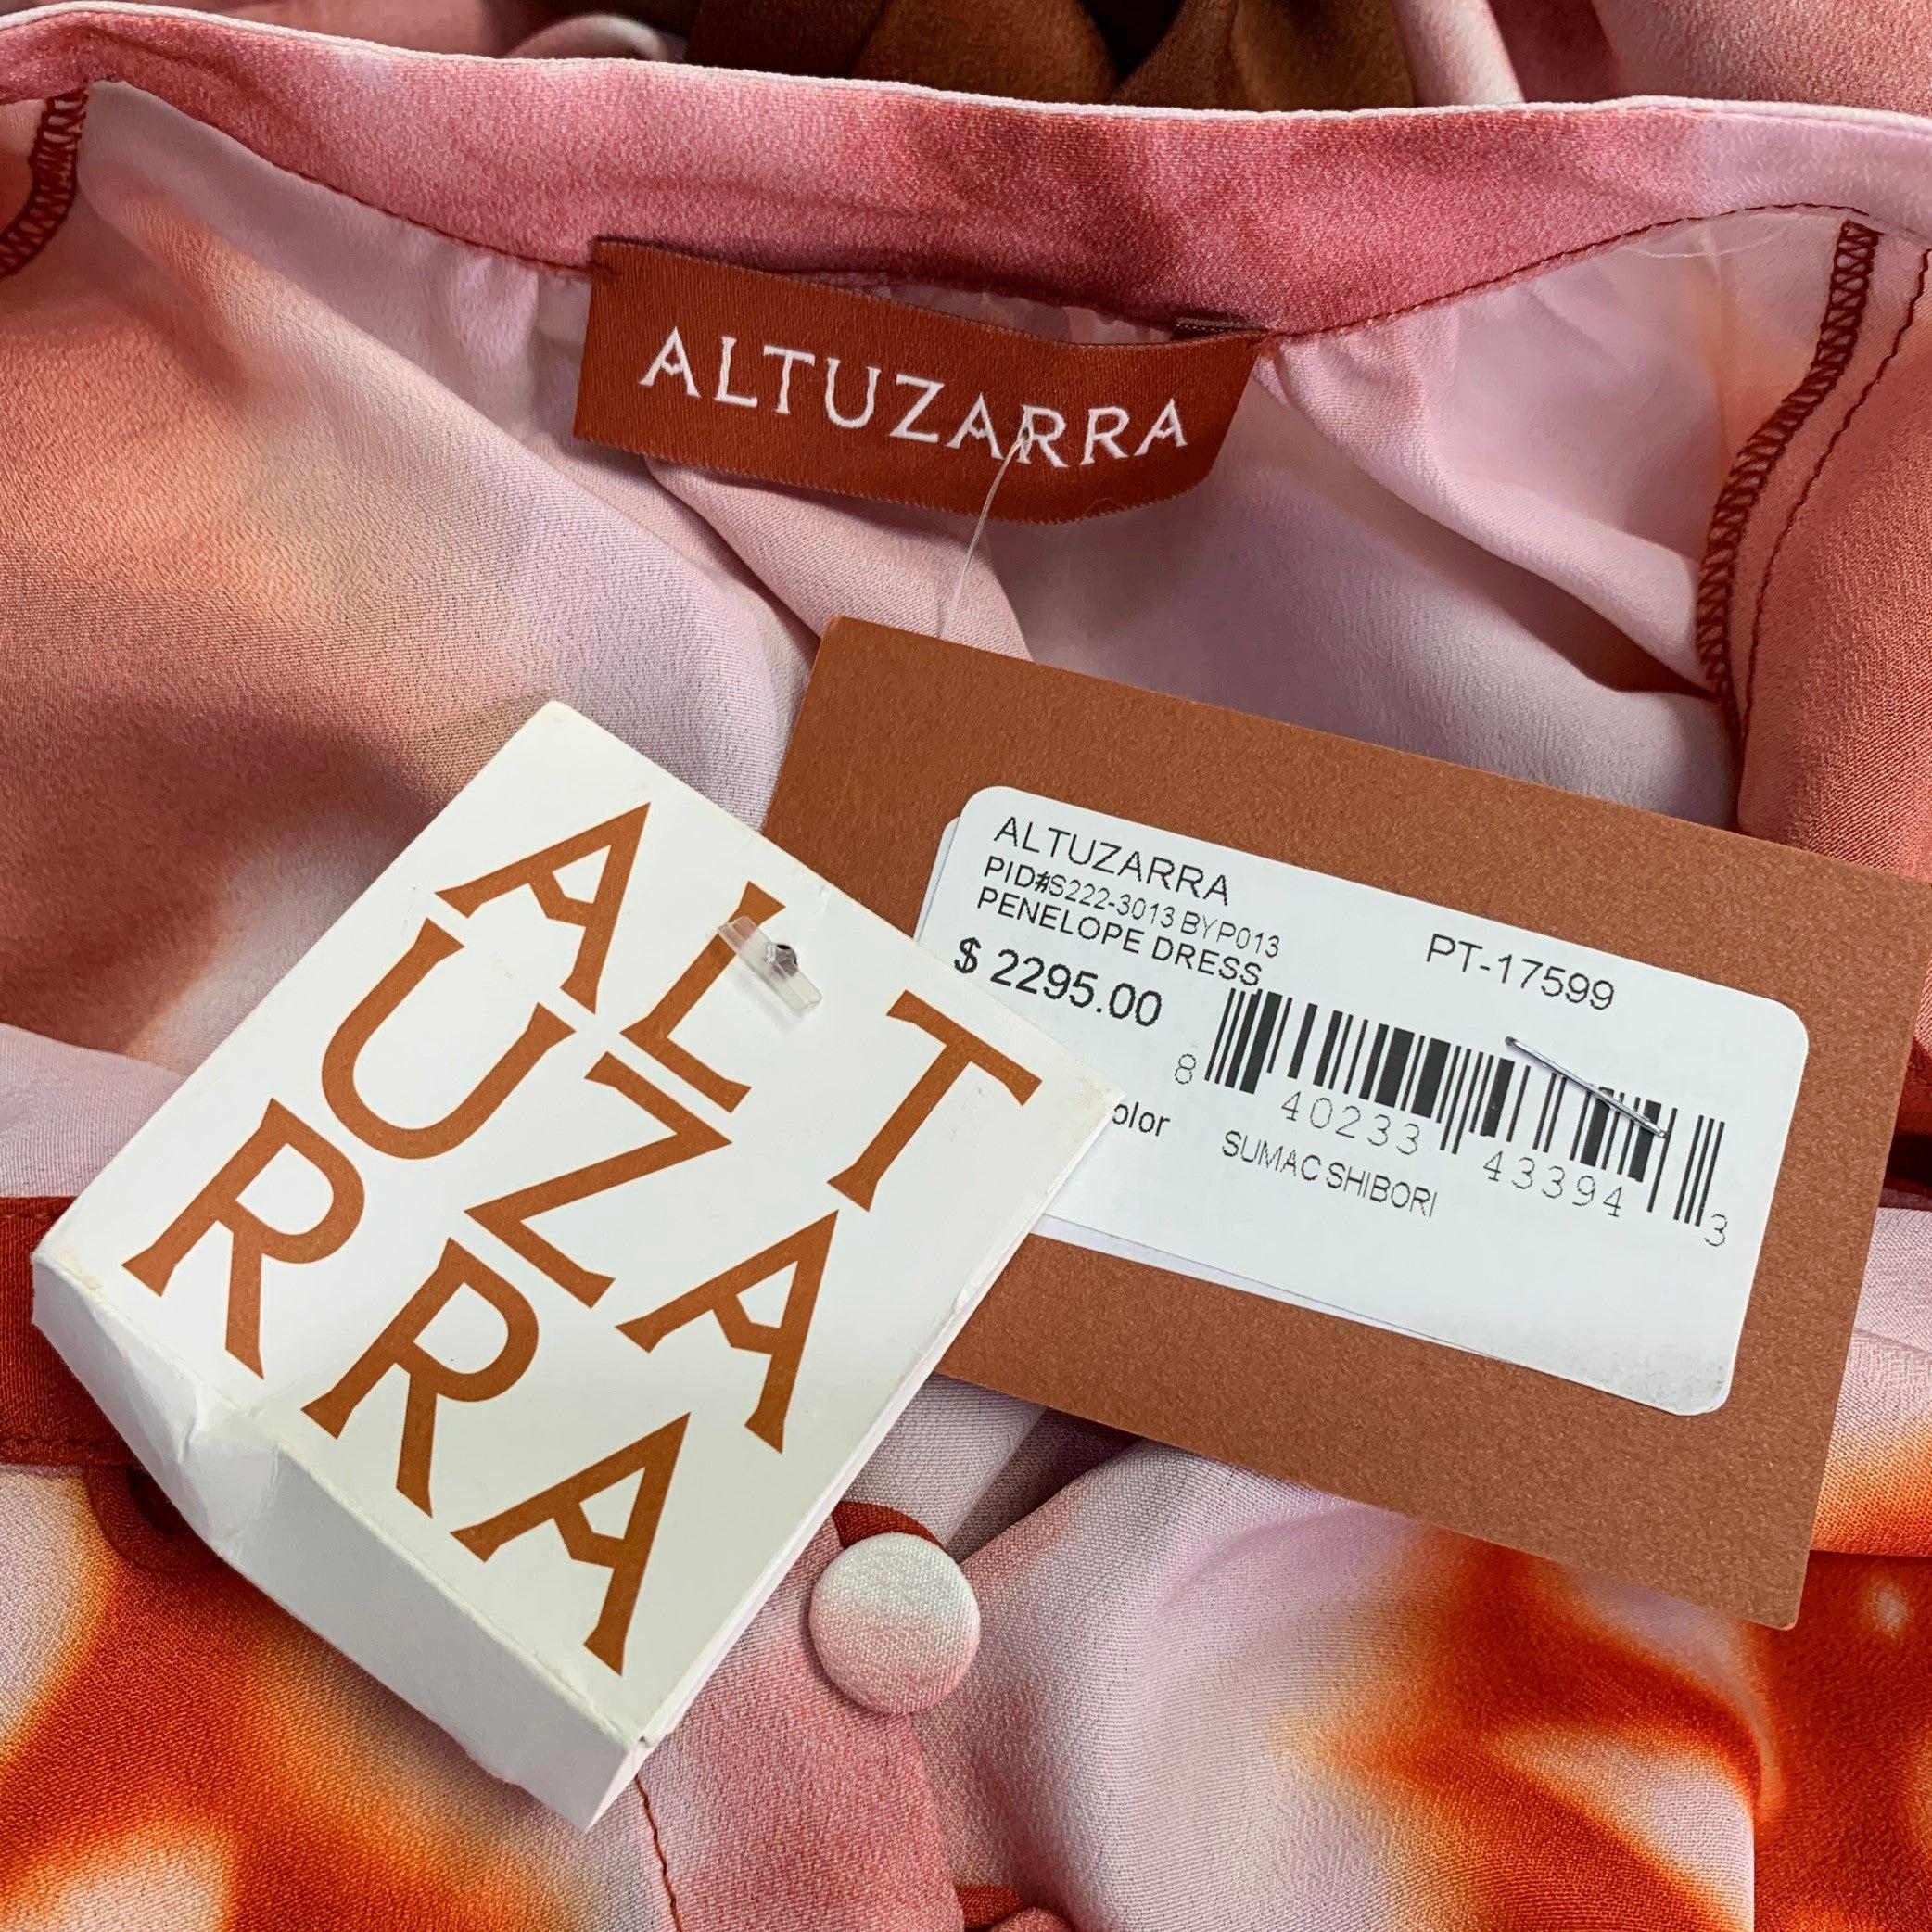 ALTUZARRA
ALTUZARRA
PID#S222-3013 BYP013
PENELOPE DRESS
$ 2295.00
PT-17599
8 40233 43394 3
olor
SUMAC SHIBORI
ALT
UZA
RRA